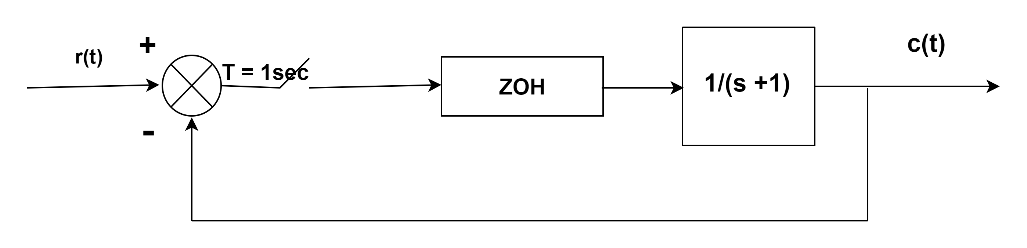 r(t)
+
T = 1sec
ZOH
1/(s +1)
c(t)
-